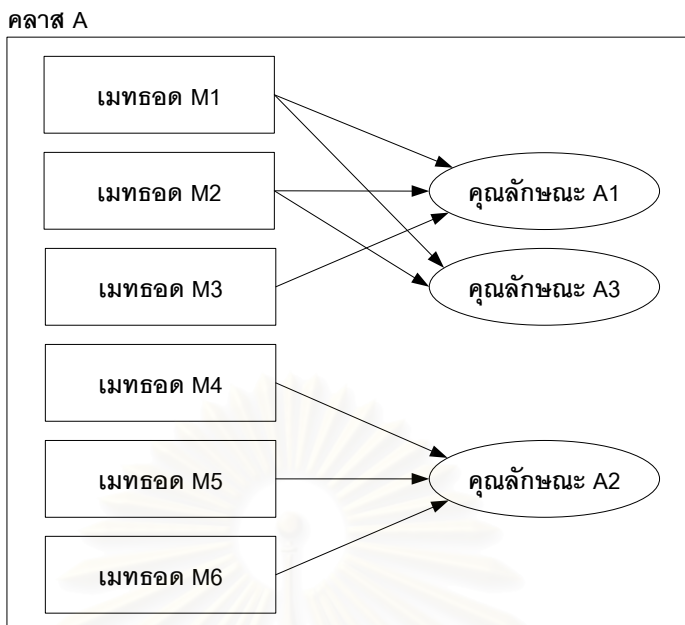 คลาส A
เมทธอด M1
เมทธอด M2
คุณลักษณะ A1
เมทธอด M3
คุณลักษณะ A3
เมทธอด M4
เมทธอด M5
คุณลักษณะ A2
เมทธอด M6